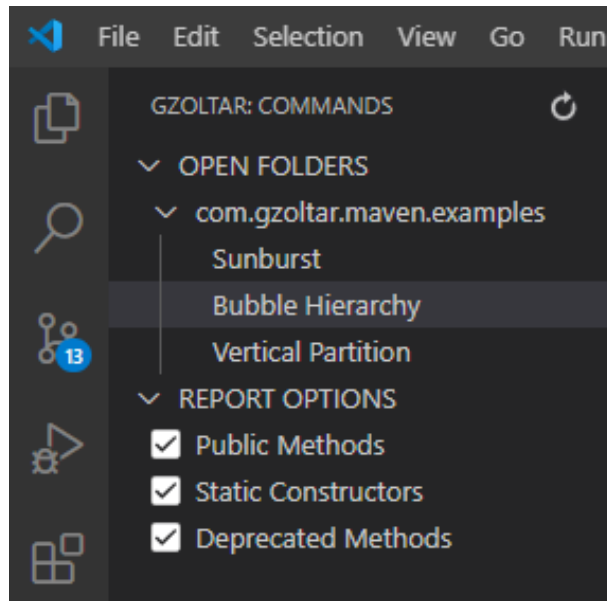 File Edit Selection View Go Run
GZOLTAR: COMMANDS
OPEN FOLDERS
com.gzoltar.maven.examples
Sunburst
Bubble Hierarchy
13
Vertical Partition
REPORT OPTIONS
Public Methods
Static Constructors
Deprecated Methods